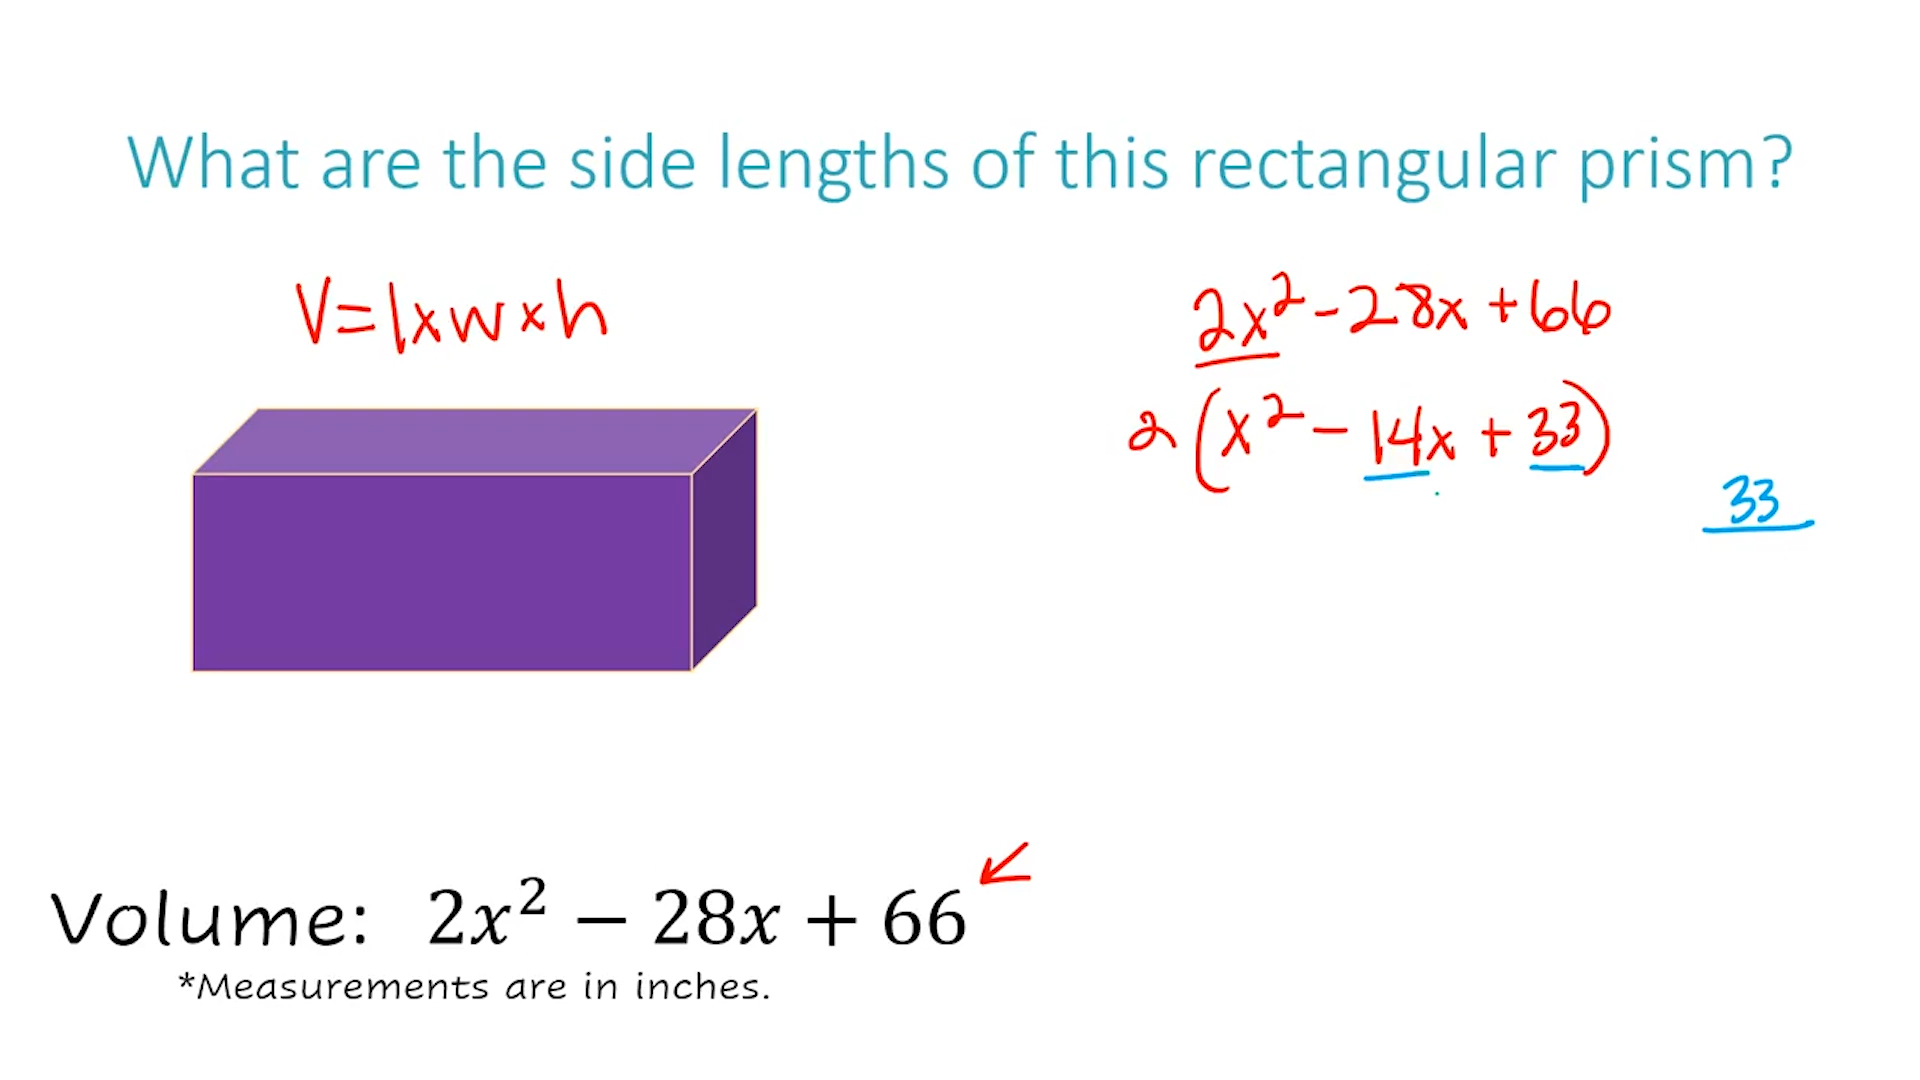 What are the side lengths of this rectangular prism?
V=lxwxh
2x²-28x+66
2(x²-14x+33)
33
Volume: 2x² − 28x + 66
*Measurements are in inches.